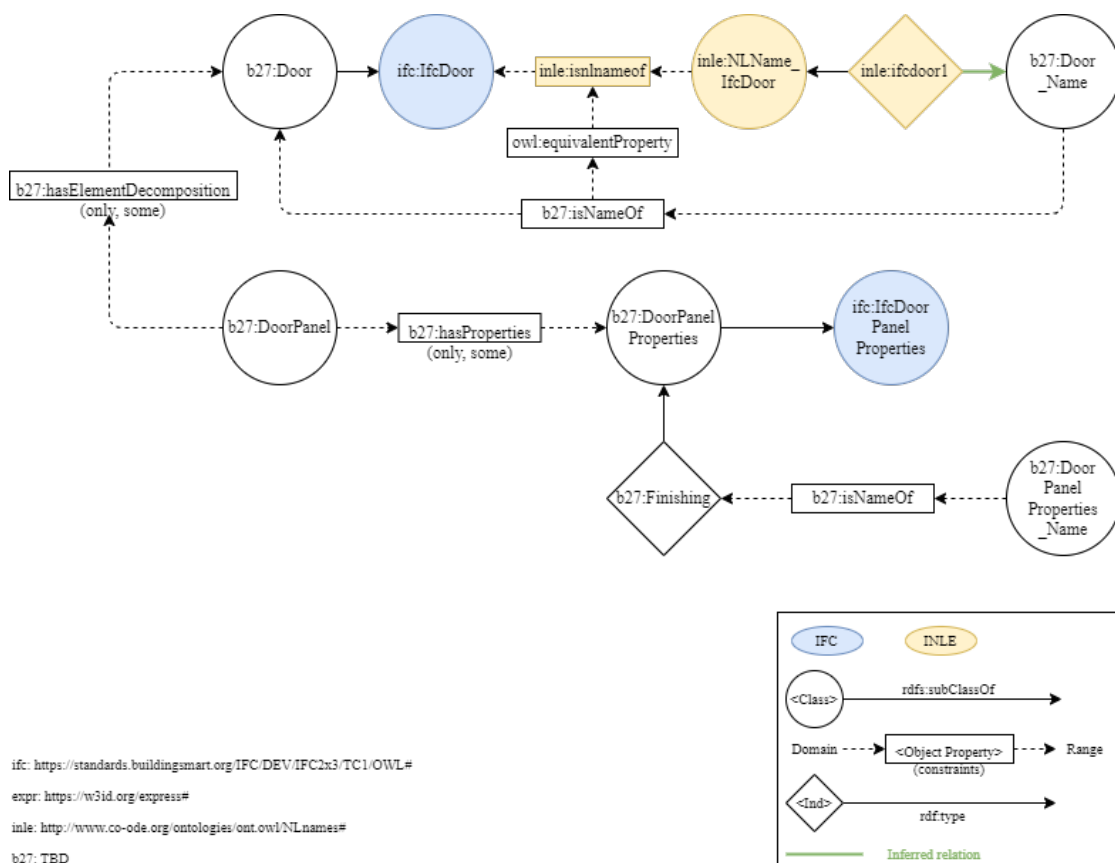 b27:Door
ifc:IfcDoor
inle:isnlnameof
inle:NLName_
IfcDoor
inle:ifcdoor1
b27:Door
_Name
owl:equivalentProperty
b27:hasElementDecomposition
(only, some)
b27:isNameOf
b27:DoorPanel
b27:hasProperties
(only, some)
b27:DoorPanel
Properties
ifc:IfcDoor
Panel
Properties
b27:Finishing
b27:isNameOf
b27:Door
Panel
Properties
_Name
IFC
INLE
<Class>
rdfs:subClassOf
Domain
<Object Property>
(constraints)
Range
<Ind>
rdf:type
Inferred relation
ifc: https://standards.buildingsmart.org/IFC/DEV/IFC2x3/TC1/OWL#
expr: https://w3id.org/express#
inle: http://www.co-ode.org/ontologies/ont.owl/NLnames#
b27: TBD